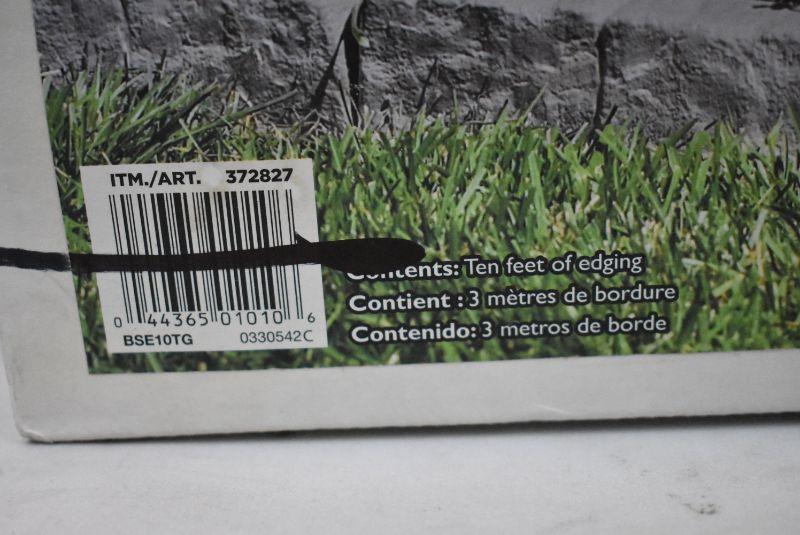 ITM./ART. 372827
0 44365 01010 6
BSE10TG 0330542C
Contents: Ten feet of edging
Contient : 3 mètres de bordure
Contenido: 3 metros de borde